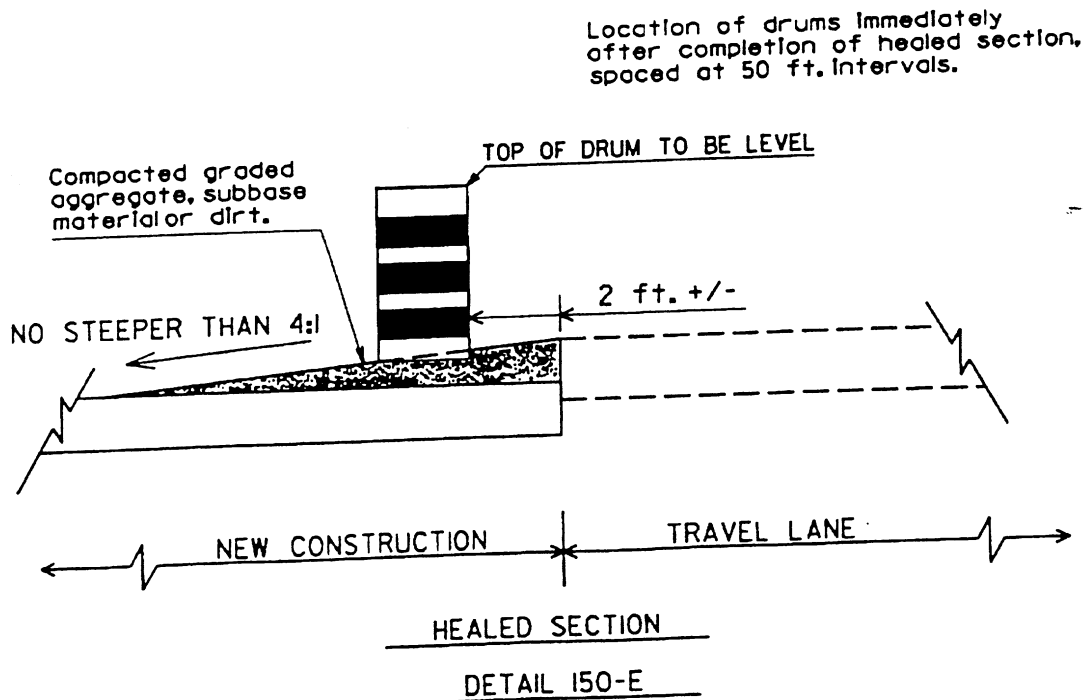 Location of drums immediately
after completion of healed section,
spaced at 50 ft. intervals.
TOP OF DRUM TO BE LEVEL
Compacted graded
aggregate, subbase
material or dirt.
2 ft. +/-
NO STEEPER THAN 4:1
NEW CONSTRUCTION
TRAVEL LANE
HEALED SECTION
DETAIL 150-E